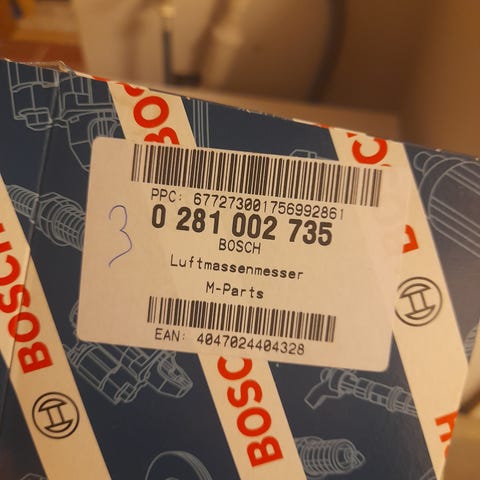 BOSCH
PPC: 677273001756992861
0 281 002 735
BOSCH
Luftmassenmesser
M-Parts
EAN: 4047024404328
3
BOSCH
BOSCH